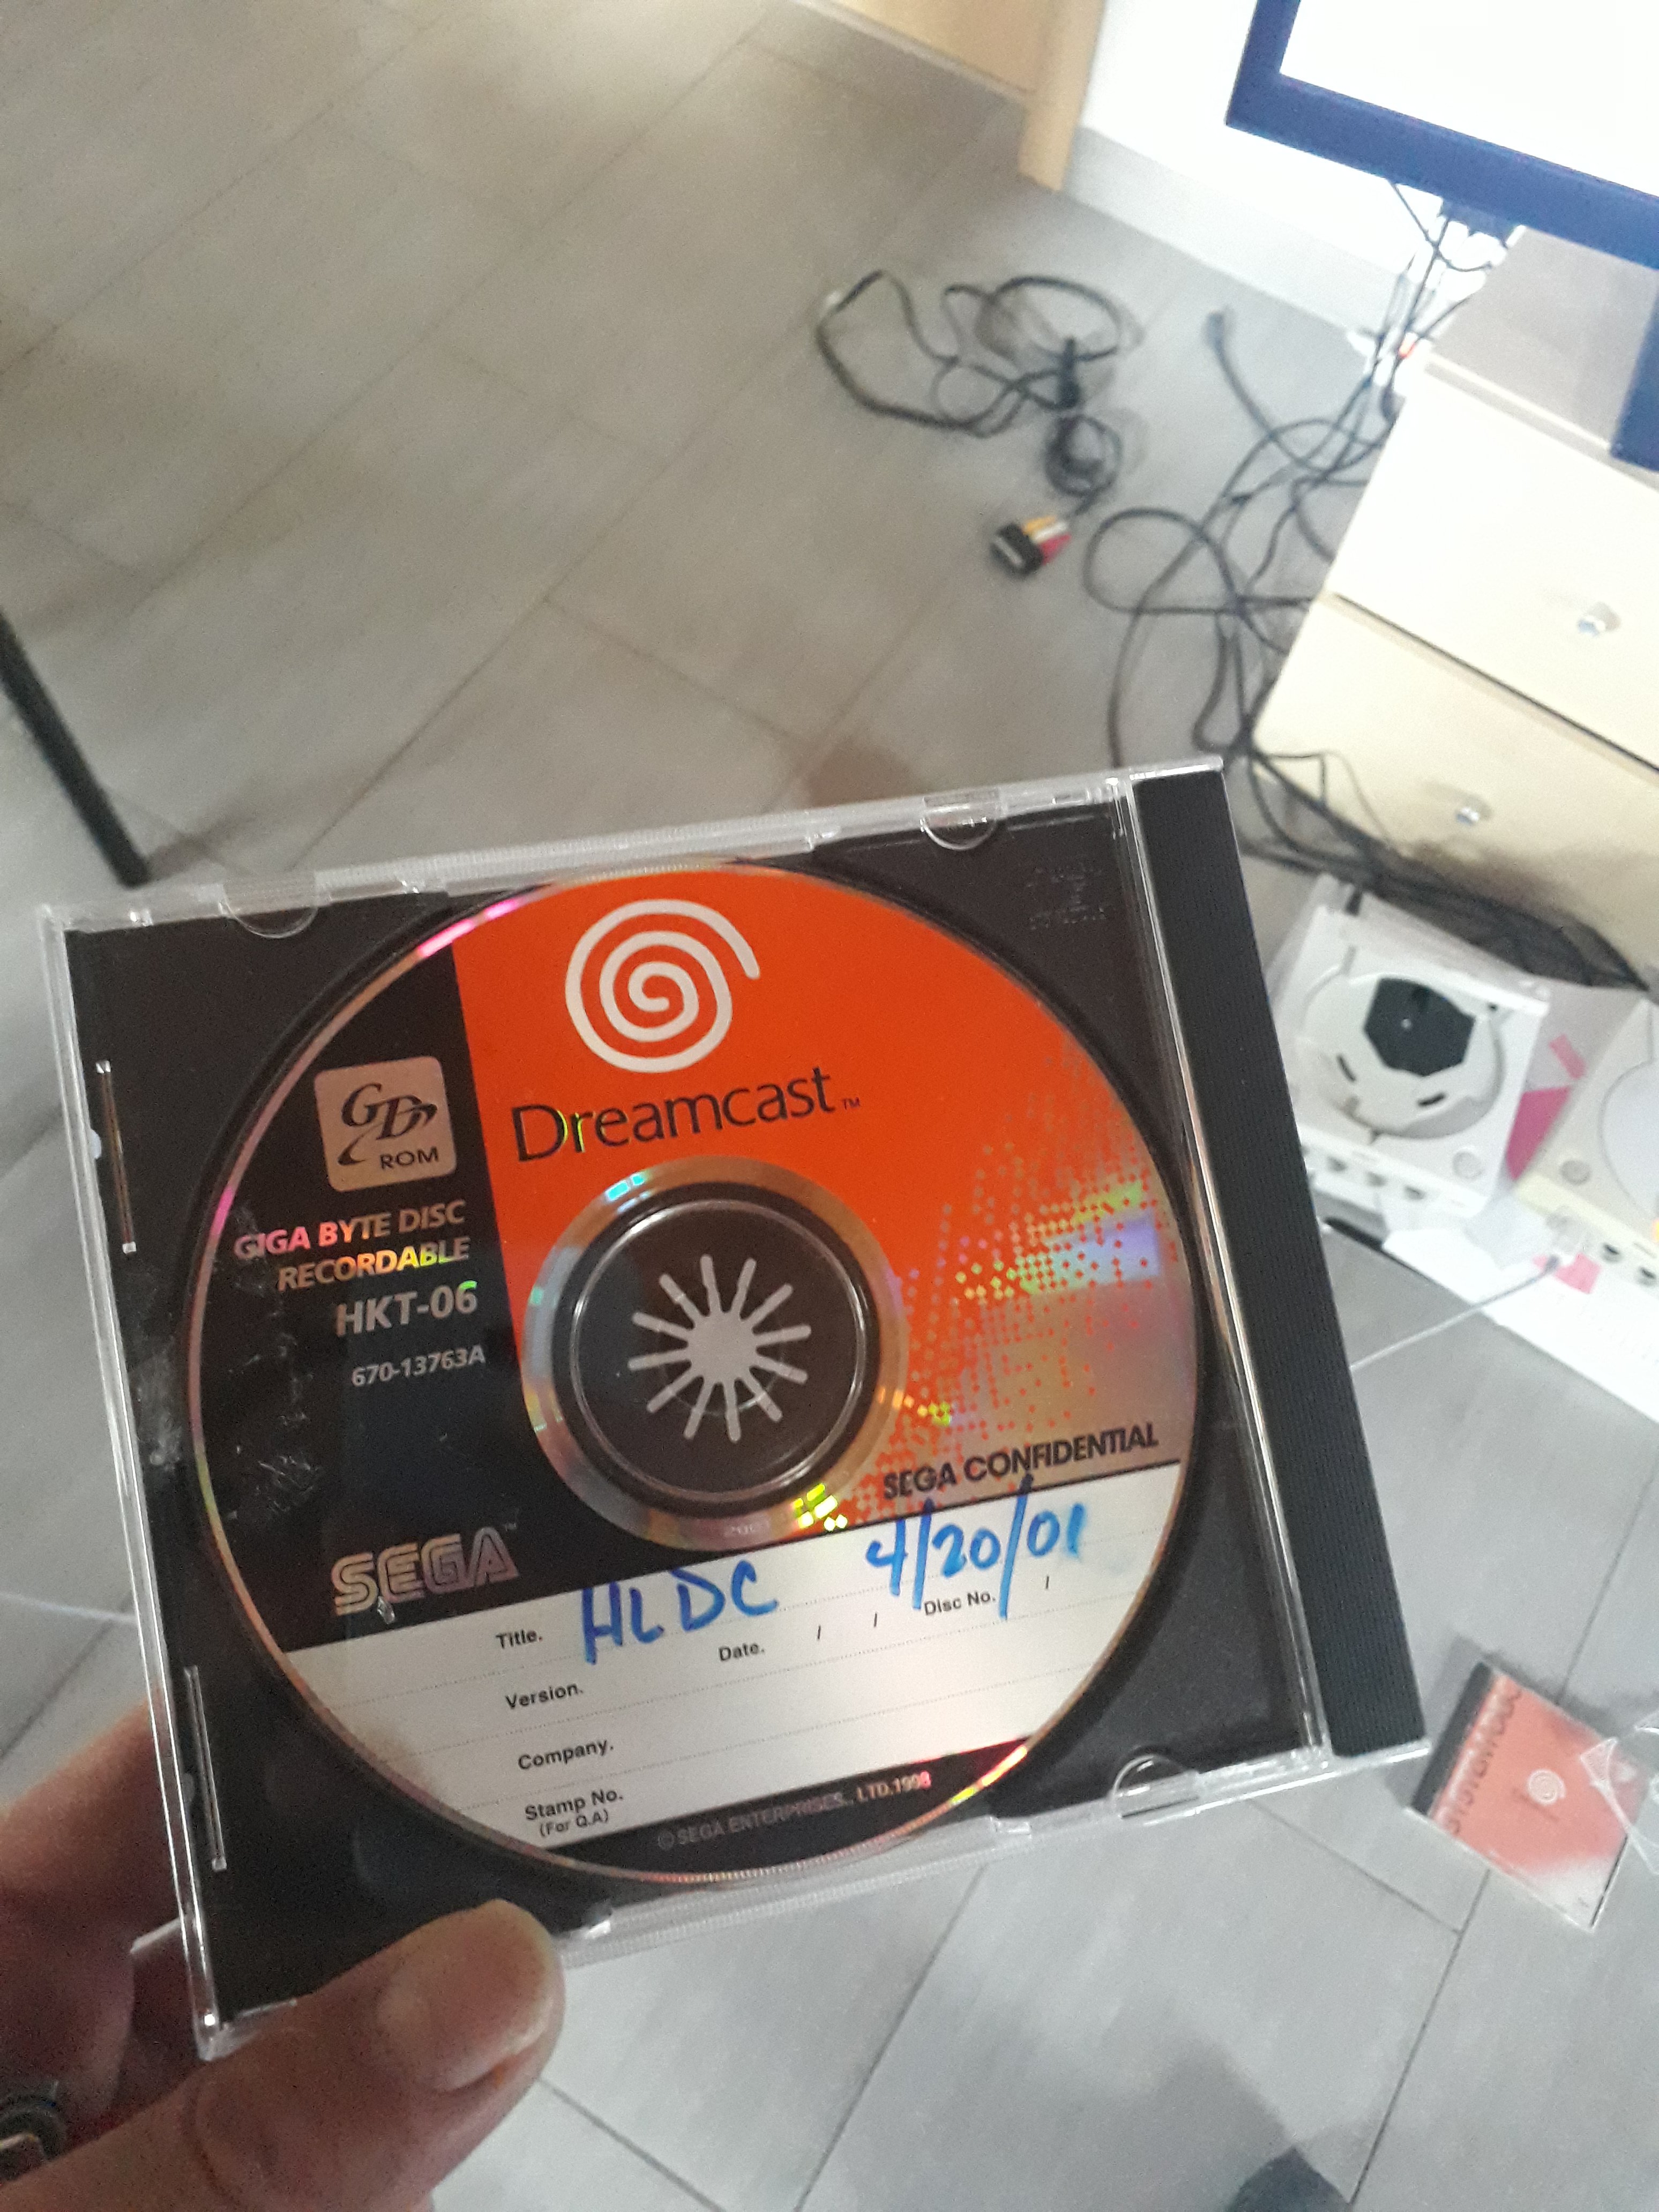 Dreamcast™
GD
ROM
GIGA BYTE DISC
RECORDABLE
HKT-06
670-13763A
SEGA CONFIDENTIAL
SEGA™
Title. HLDC 4/20/01
Date. / / Disc No. /
Version.
Company.
Stamp No.
(For Q.A)
© SEGA ENTERPRISES., LTD.1998